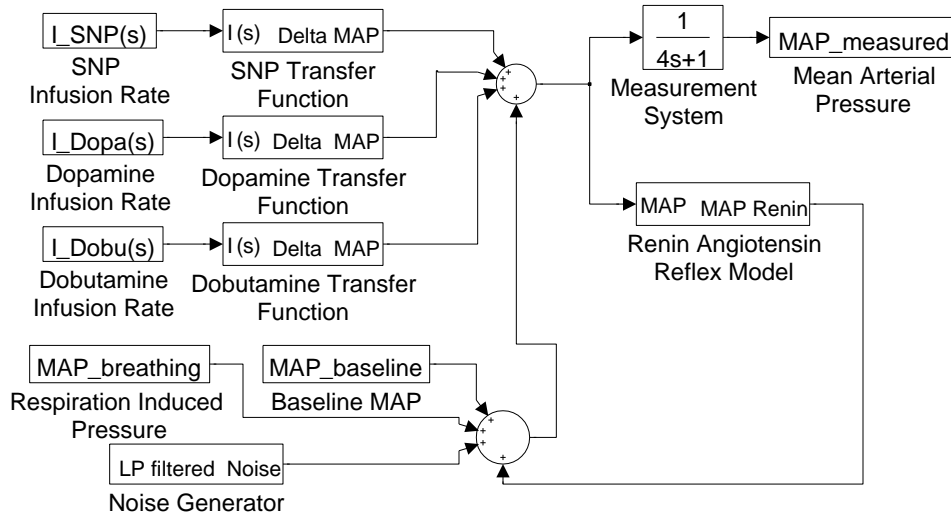 I_SNP(s)
SNP
Infusion Rate
I(s) Delta MAP
SNP Transfer
Function
+
+
+
+
1
4s+1
Measurement
System
MAP_measured
Mean Arterial
Pressure
I_Dopa(s)
Dopamine
Infusion Rate
I(s) Delta MAP
Dopamine Transfer
Function
MAP MAP Renin
Renin Angiotensin
Reflex Model
I_Dobu(s)
Dobutamine
Infusion Rate
I(s) Delta MAP
Dobutamine Transfer
Function
MAP_breathing
Respiration Induced
Pressure
MAP_baseline
Baseline MAP
+
+
+
+
LP filtered Noise
Noise Generator